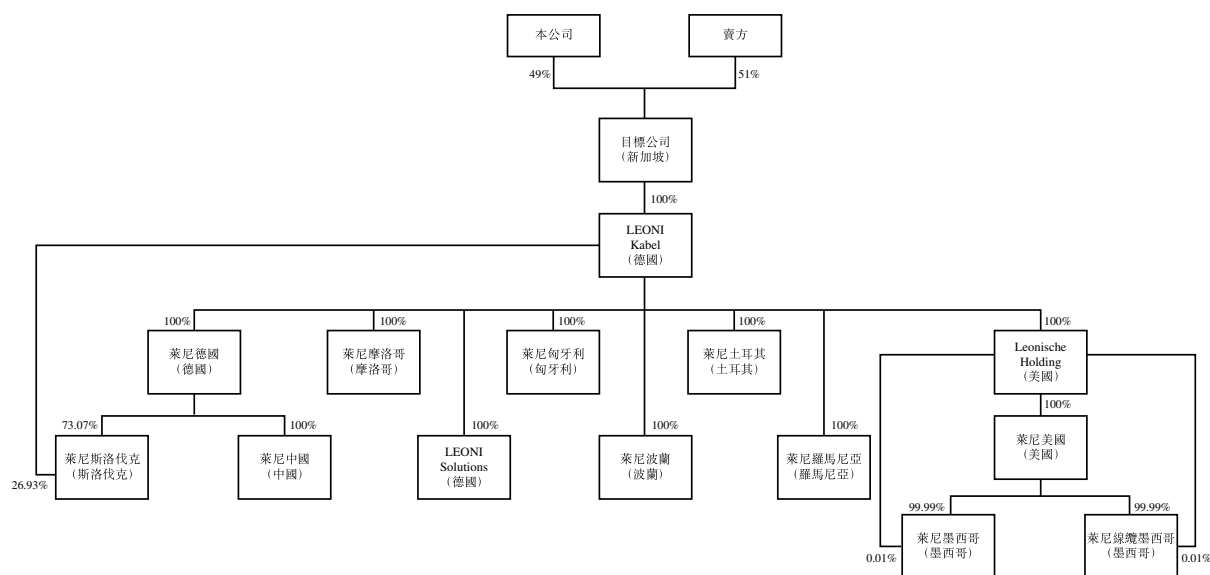 本公司
賣方
49%
51%
目標公司
（新加坡）
100%
LEONI
Kabel
（德國）
100%
100%
100%
100%
100%
萊尼德國
（德國）
萊尼摩洛哥
（摩洛哥）
萊尼匈牙利
（匈牙利）
萊尼土耳其
（土耳其）
Leonische
Holding
（美國）
73.07%
100%
100%
100%
100%
100%
萊尼斯洛伐克
（斯洛伐克）
萊尼中國
（中國）
LEONI
Solutions
（德國）
萊尼波蘭
（波蘭）
萊尼羅馬尼亞
（羅馬尼亞）
萊尼美國
（美國）
26.93%
99.99%
99.99%
萊尼墨西哥
（墨西哥）
萊尼線纜墨西哥
（墨西哥）
0.01%
0.01%